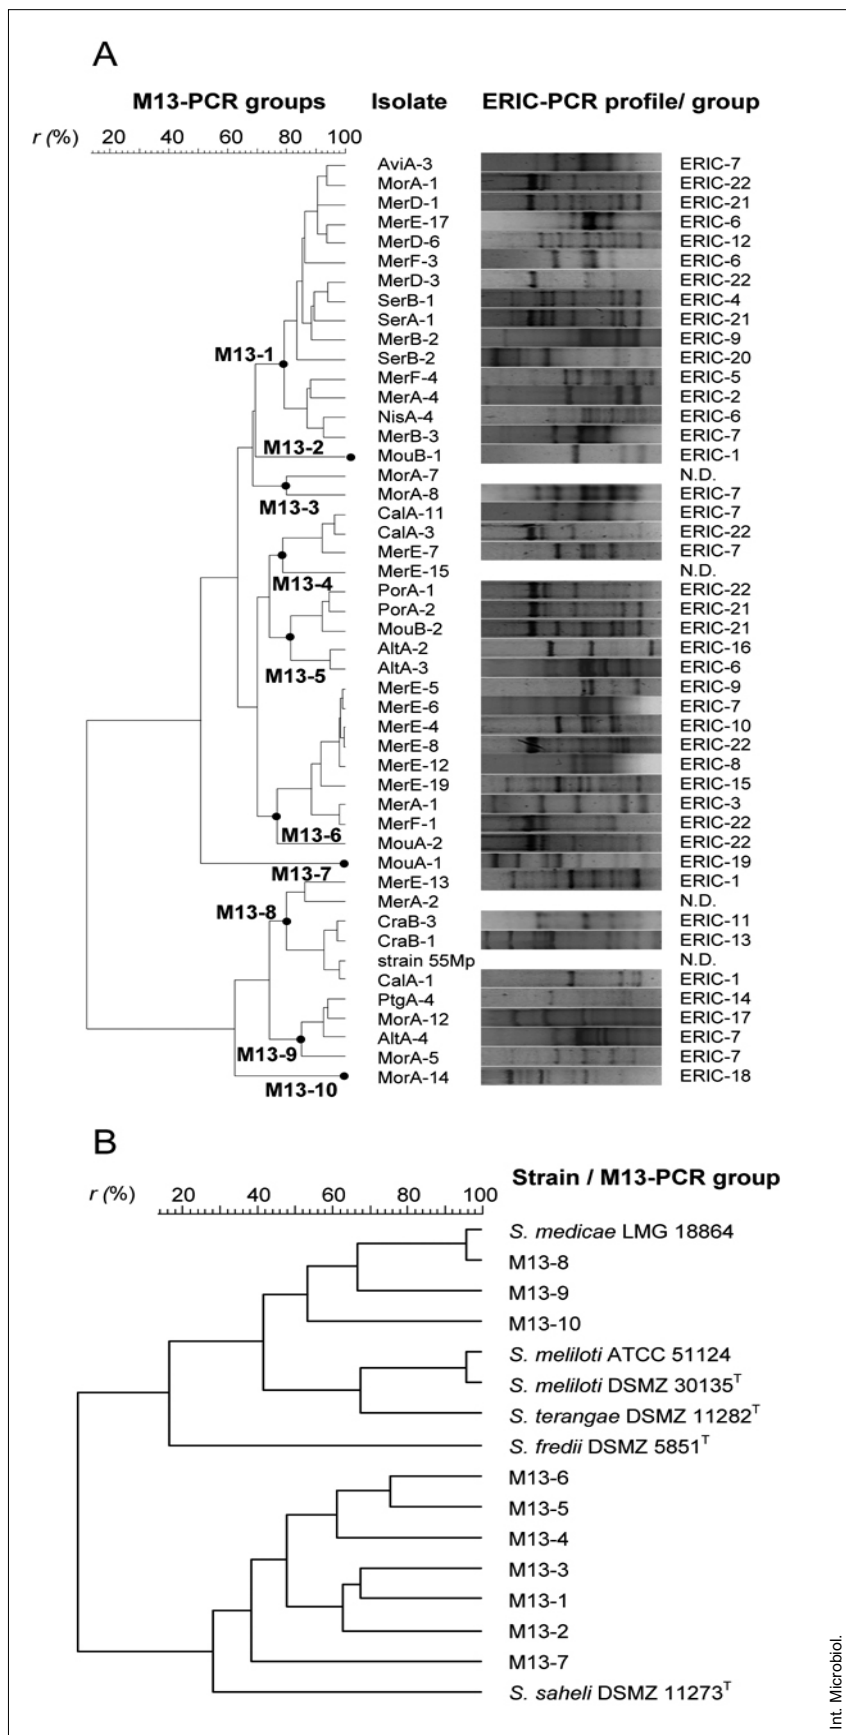 A
M13-PCR groups Isolate ERIC-PCR profile/ group
r (%) 20 40 60 80 100
AviA-3 ERIC-7
MorA-1 ERIC-22
MerD-1 ERIC-21
MerE-17 ERIC-6
MerD-6 ERIC-12
MerF-3 ERIC-6
MerD-3 ERIC-22
SerB-1 ERIC-4
SerA-1 ERIC-21
MerB-2 ERIC-9
M13-1 SerB-2 ERIC-20
MerF-4 ERIC-5
MerA-4 ERIC-2
NisA-4 ERIC-6
MerB-3 ERIC-7
M13-2 MouB-1 ERIC-1
MorA-7 N.D.
M13-3 MorA-8 ERIC-7
CalA-11 ERIC-7
CalA-3 ERIC-22
MerE-7 ERIC-7
M13-4 MerE-15 N.D.
PorA-1 ERIC-22
PorA-2 ERIC-21
MouB-2 ERIC-21
AltA-2 ERIC-16
M13-5 AltA-3 ERIC-6
MerE-5 ERIC-9
MerE-6 ERIC-7
MerE-4 ERIC-10
MerE-8 ERIC-22
MerE-12 ERIC-8
MerE-19 ERIC-15
MerA-1 ERIC-3
MerF-1 ERIC-22
M13-6 MouA-2 ERIC-22
MouA-1 ERIC-19
M13-7 MerE-13 ERIC-1
MerA-2 N.D.
M13-8 CraB-3 ERIC-11
CraB-1 ERIC-13
strain 55Mp N.D.
CalA-1 ERIC-1
PtgA-4 ERIC-14
MorA-12 ERIC-17
AltA-4 ERIC-7
M13-9 MorA-5 ERIC-7
MorA-14 ERIC-18
M13-10
B
Strain / M13-PCR group
r (%) 20 40 60 80 100
S. medicae LMG 18864
M13-8
M13-9
M13-10
S. meliloti ATCC 51124
S. meliloti DSMZ 30135T
S. terangae DSMZ 11282T
S. fredii DSMZ 5851T
M13-6
M13-5
M13-4
M13-3
M13-1
M13-2
M13-7
S. saheli DSMZ 11273T
Int. Microbiol.